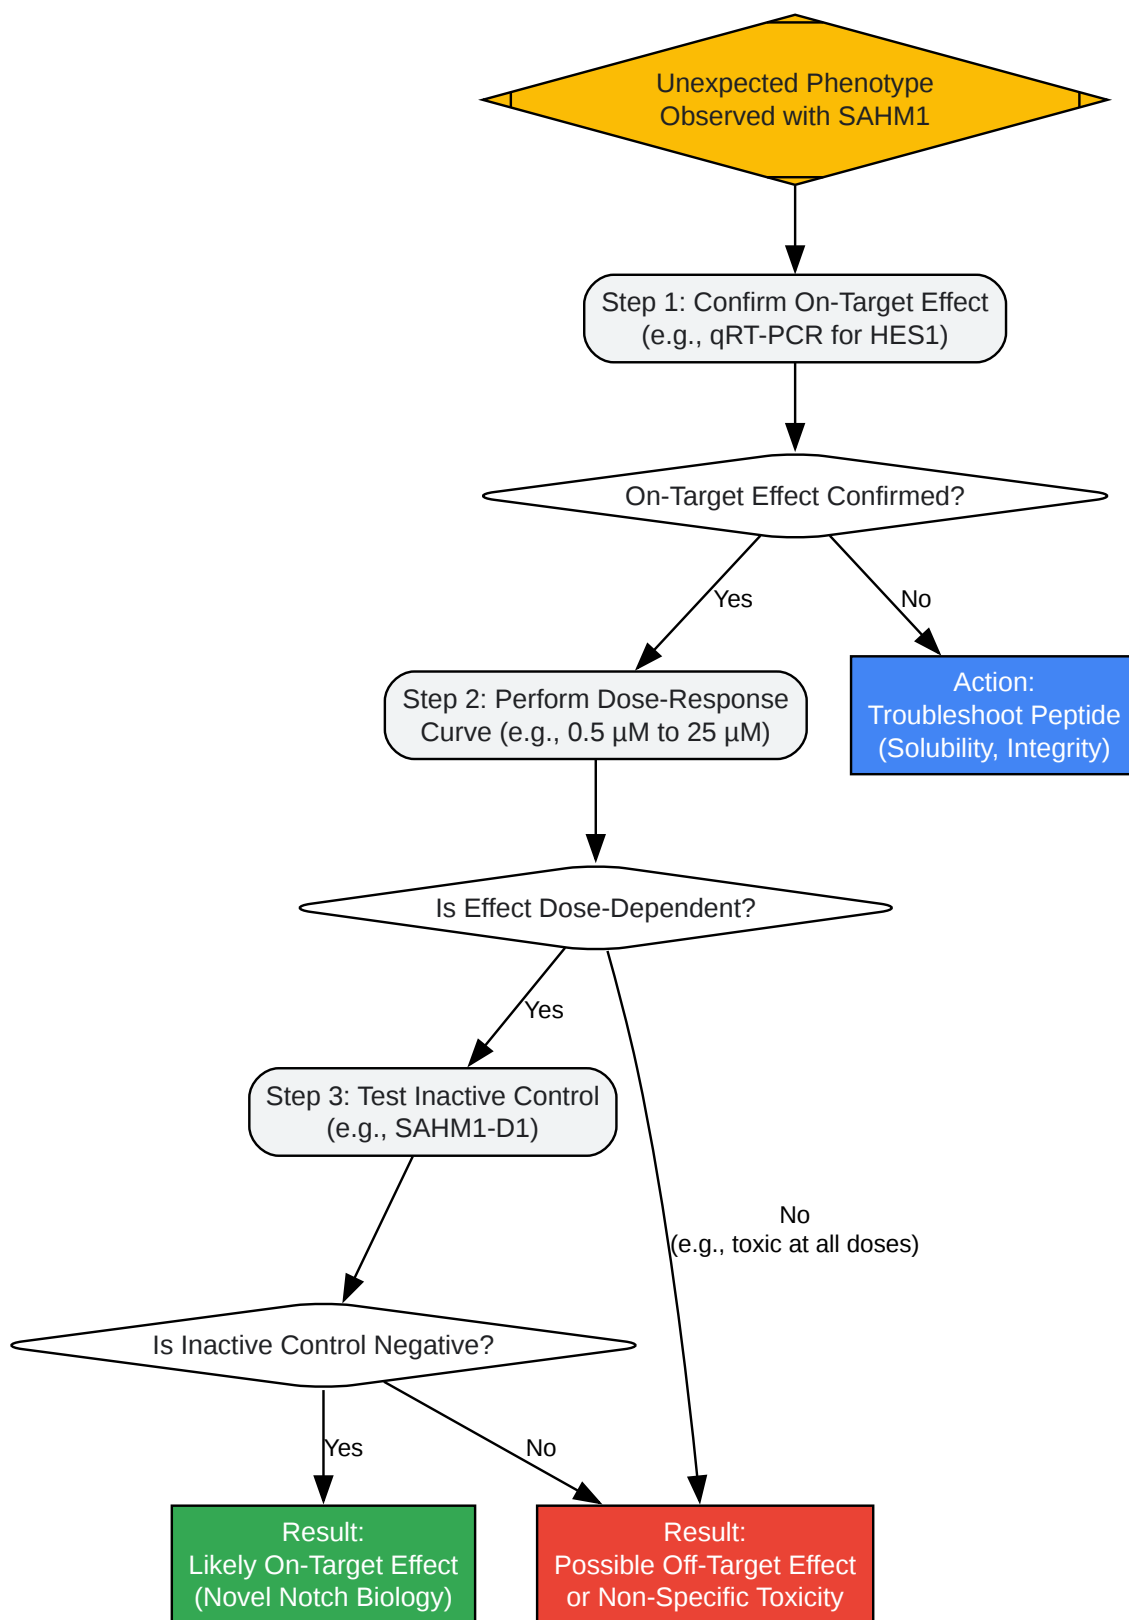 Unexpected Phenotype
Observed with SAHM1
Step 1: Confirm On-Target Effect
(e.g., qRT-PCR for HES1)
On-Target Effect Confirmed?
Yes
No
Step 2: Perform Dose-Response
Curve (e.g., 0.5 µM to 25 µM)
Action:
Troubleshoot Peptide
(Solubility, Integrity)
Is Effect Dose-Dependent?
Yes
Step 3: Test Inactive Control
(e.g., SAHM1-D1)
No
(e.g., toxic at all doses)
Is Inactive Control Negative?
Yes
No
Result:
Likely On-Target Effect
(Novel Notch Biology)
Result:
Possible Off-Target Effect
or Non-Specific Toxicity